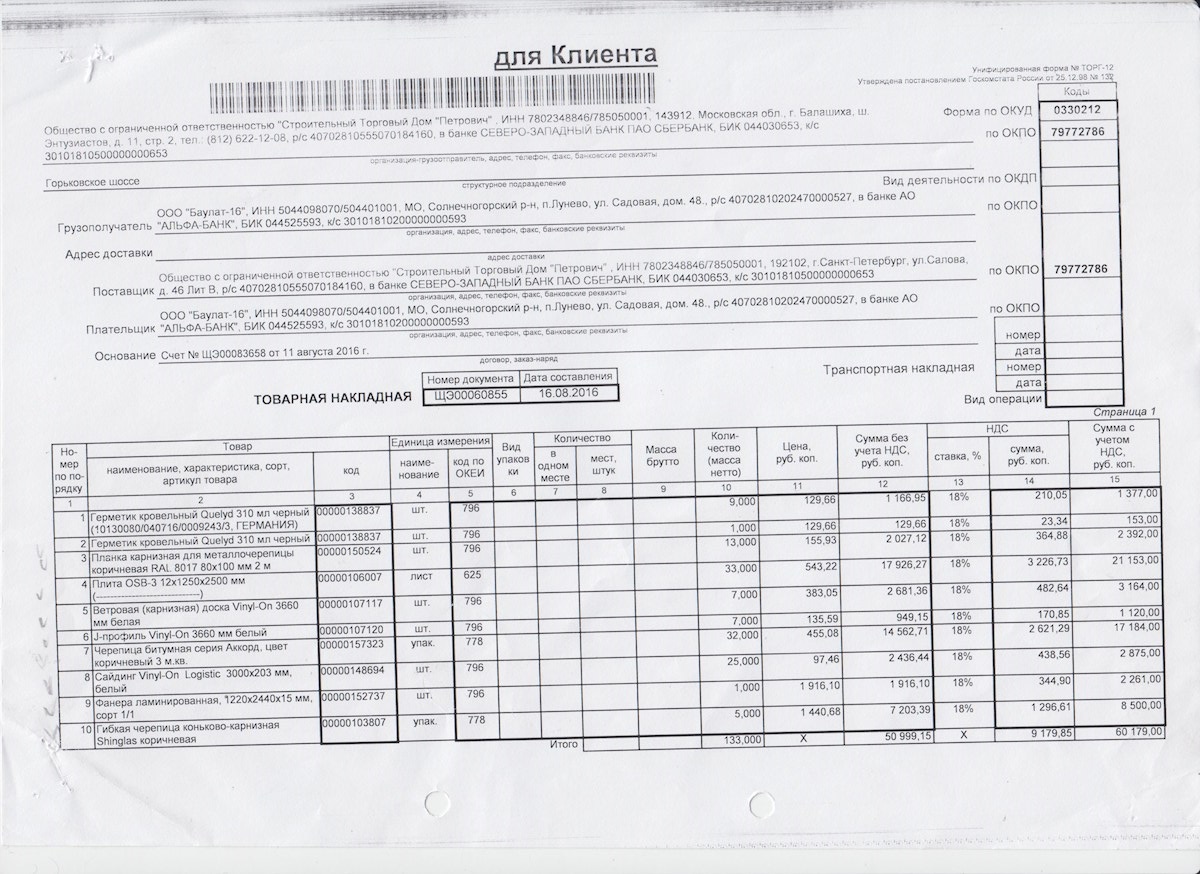 для Клиента
Унифицированная форма № ТОРГ-12
Утверждена постановлением Госкомстата России от 25.12.98 № 132
Коды
Форма по ОКУД 0330212
Общество с ограниченной ответственностью "Строительный Торговый Дом "Петрович" , ИНН 7802348846/785050001, 143912, Московская обл., г. Балашиха, ш.
Энтузиастов, д. 11, стр. 2, тел.: (812) 622-12-08, р/с 40702810555070184160, в банке СЕВЕРО-ЗАПАДНЫЙ БАНК ПАО СБЕРБАНК, БИК 044030653, к/с
30101810500000000653
по ОКПО 79772786
организация-грузоотправитель, адрес, телефон, факс, банковские реквизиты
Горьковское шоссе
структурное подразделение
Вид деятельности по ОКДП
ООО "Баулат-16", ИНН 5044098070/504401001, МО, Солнечногорский р-н, п.Лунево, ул. Садовая, дом. 48., р/с 40702810202470000527, в банке АО
Грузополучатель "АЛЬФА-БАНК", БИК 044525593, к/с 30101810200000000593
по ОКПО
организация, адрес, телефон, факс, банковские реквизиты
Адрес доставки
адрес доставки
Общество с ограниченной ответственностью "Строительный Торговый Дом "Петрович" , ИНН 7802348846/785050001, 192102, г.Санкт-Петербург, ул.Салова,
Поставщик д. 46 Лит В, р/с 40702810555070184160, в банке СЕВЕРО-ЗАПАДНЫЙ БАНК ПАО СБЕРБАНК, БИК 044030653, к/с 30101810500000000653
по ОКПО 79772786
организация, адрес, телефон, факс, банковские реквизиты
ООО "Баулат-16", ИНН 5044098070/504401001, МО, Солнечногорский р-н, п.Лунево, ул. Садовая, дом. 48., р/с 40702810202470000527, в банке АО
Плательщик "АЛЬФА-БАНК", БИК 044525593, к/с 30101810200000000593
по ОКПО
организация, адрес, телефон, факс, банковские реквизиты
Основание Счет № ЩЭ00083658 от 11 августа 2016 г.
договор, заказ-наряд
номер
дата
Транспортная накладная номер
дата
Вид операции
Номер документа Дата составления
ТОВАРНАЯ НАКЛАДНАЯ ЩЭ00060855 16.08.2016
Страница 1
Но-мер по по-рядку Товар Единица измерения Вид упаков ки Количество Масса брутто Коли-чество (масса нетто) Цена, руб. коп. Сумма без учета НДС, руб. коп. НДС Сумма с учетом НДС, руб. коп.
наименование, характеристика, сорт, артикул товара код наиме-нование код по ОКЕИ в одном месте мест, штук ставка, % сумма, руб. коп.
1 2 3 4 5 6 7 8 9 10 11 12 13 14 15
1 Герметик кровельный Quelyd 310 мл черный 00000138837 шт. 796 9,000 129,66 1 166,95 18% 210,05 1 377,00
(10130080/040716/0009243/3, ГЕРМАНИЯ)
2 Герметик кровельный Quelyd 310 мл черный 00000138837 шт. 796 1,000 129,66 129,66 18% 23,34 153,00
3 Планка карнизная для металлочерепицы 00000150524 шт. 796 13,000 155,93 2 027,12 18% 364,88 2 392,00
коричневая RAL 8017 80х100 мм 2 м
4 Плита OSB-3 12х1250х2500 мм 00000106007 лист 625 33,000 543,22 17 926,27 18% 3 226,73 21 153,00
(-----------------------------)
5 Ветровая (карнизная) доска Vinyl-On 3660 00000107117 шт. 796 7,000 383,05 2 681,36 18% 482,64 3 164,00
мм белая
6 J-профиль Vinyl-On 3660 мм белый 00000107120 шт. 796 7,000 135,59 949,15 18% 170,85 1 120,00
7 Черепица битумная серия Аккорд, цвет 00000157323 упак. 778 32,000 455,08 14 562,71 18% 2 621,29 17 184,00
коричневый 3 м.кв.
8 Сайдинг Vinyl-On Logistic 3000х203 мм, 00000148694 шт. 796 25,000 97,46 2 436,44 18% 438,56 2 875,00
белый
9 Фанера ламинированная, 1220х2440х15 мм, 00000152737 шт. 796 1,000 1 916,10 1 916,10 18% 344,90 2 261,00
сорт 1/1
10 Гибкая черепица коньково-карнизная 00000103807 упак. 778 5,000 1 440,68 7 203,39 18% 1 296,61 8 500,00
Shinglas коричневая
Итого 133,000 X 50 999,15 X 9 179,85 60 179,00